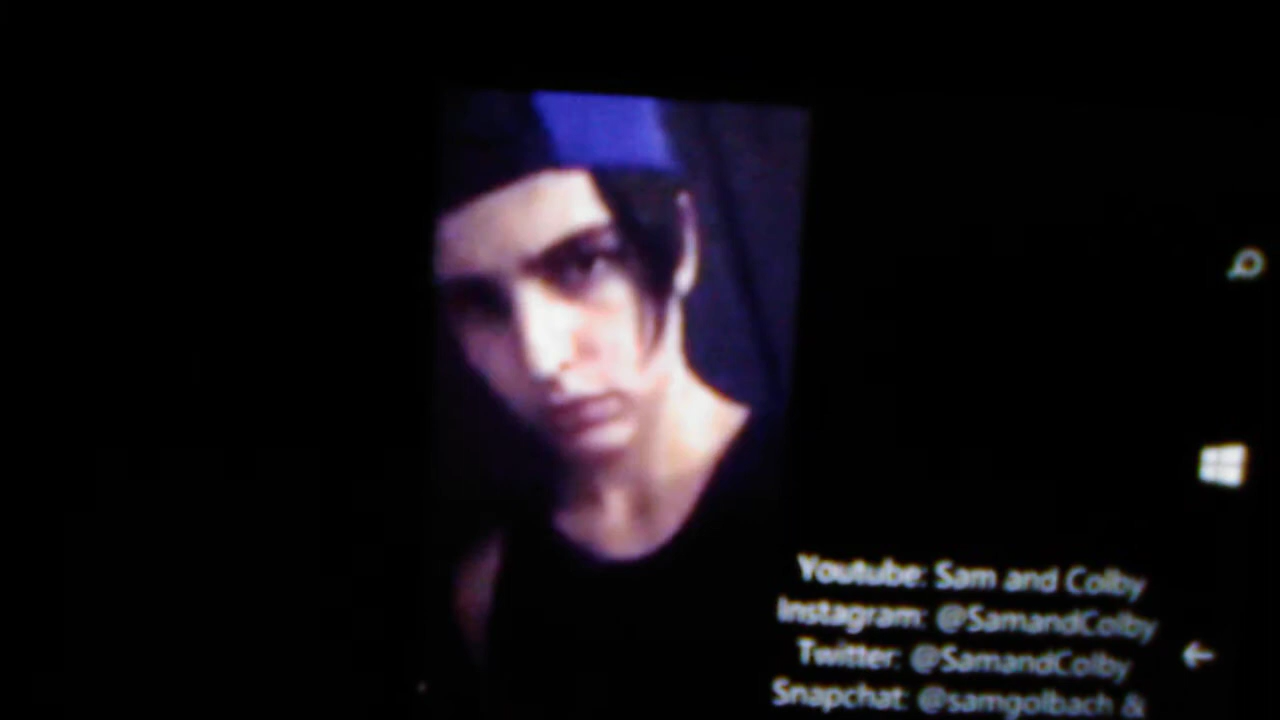 Youtube: Sam and Colby
Instagram: @SamandColby
Twitter: @SamandColby
Snapchat: @samgolbach &